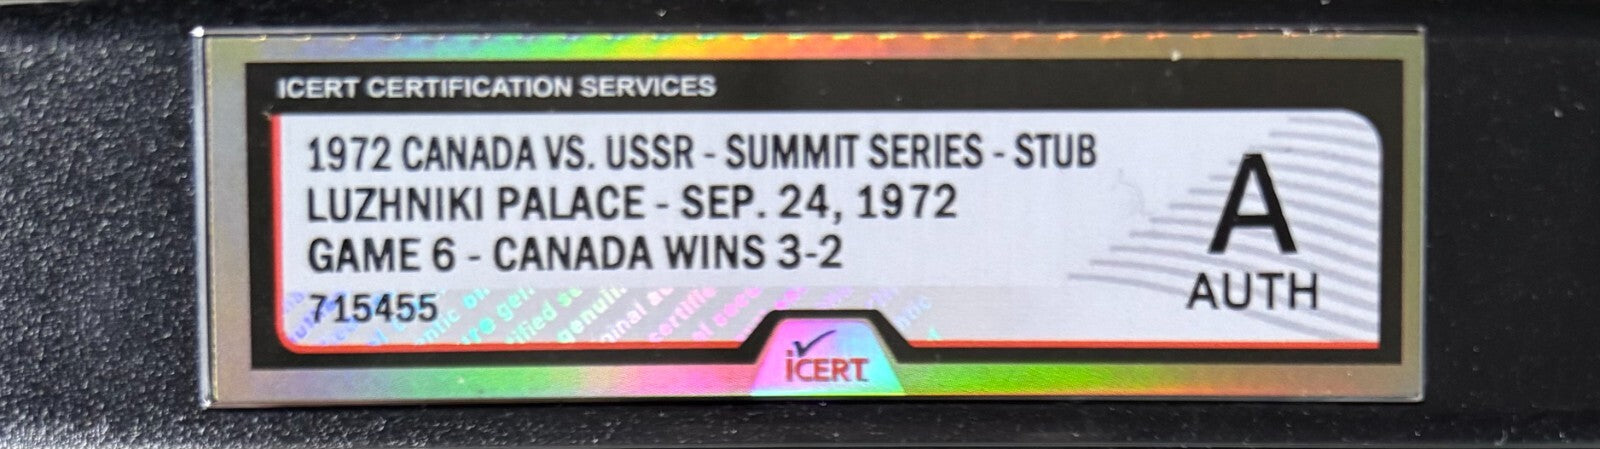 ICERT CERTIFICATION SERVICES
1972 CANADA VS. USSR - SUMMIT SERIES - STUB
LUZHNIKI PALACE - SEP. 24, 1972
GAME 6 - CANADA WINS 3-2
715455
A
AUTH
iCERT